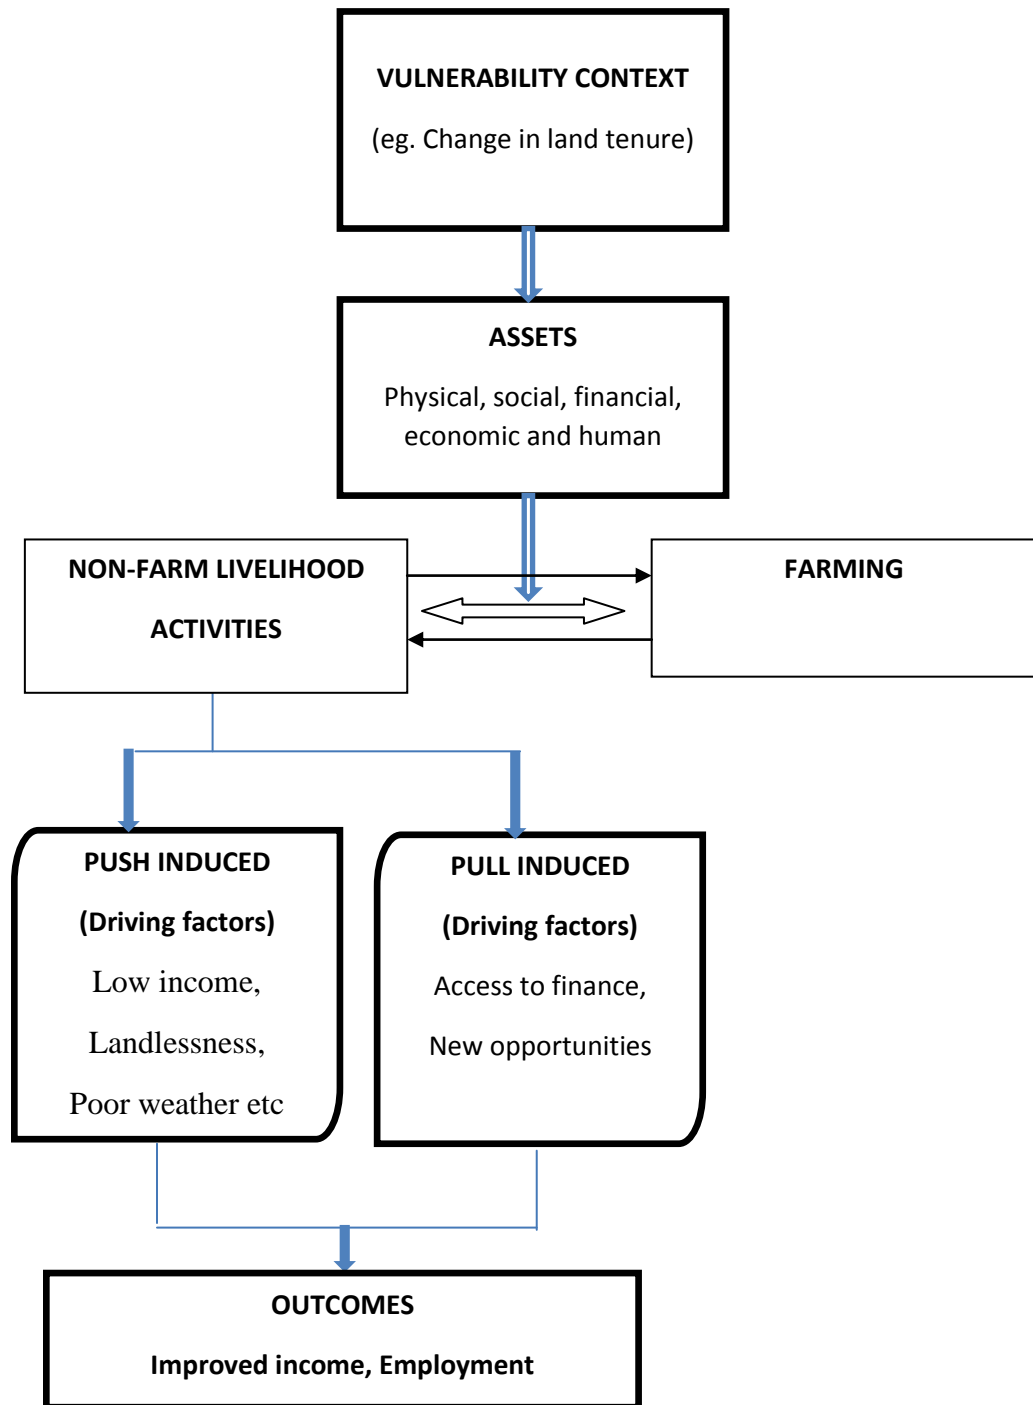 VULNERABILITY CONTEXT
(eg. Change in land tenure)
ASSETS
Physical, social, financial,
economic and human
NON-FARM LIVELIHOOD
ACTIVITIES
FARMING
PUSH INDUCED
(Driving factors)
Low income,
Landlessness,
Poor weather etc
PULL INDUCED
(Driving factors)
Access to finance,
New opportunities
OUTCOMES
Improved income, Employment